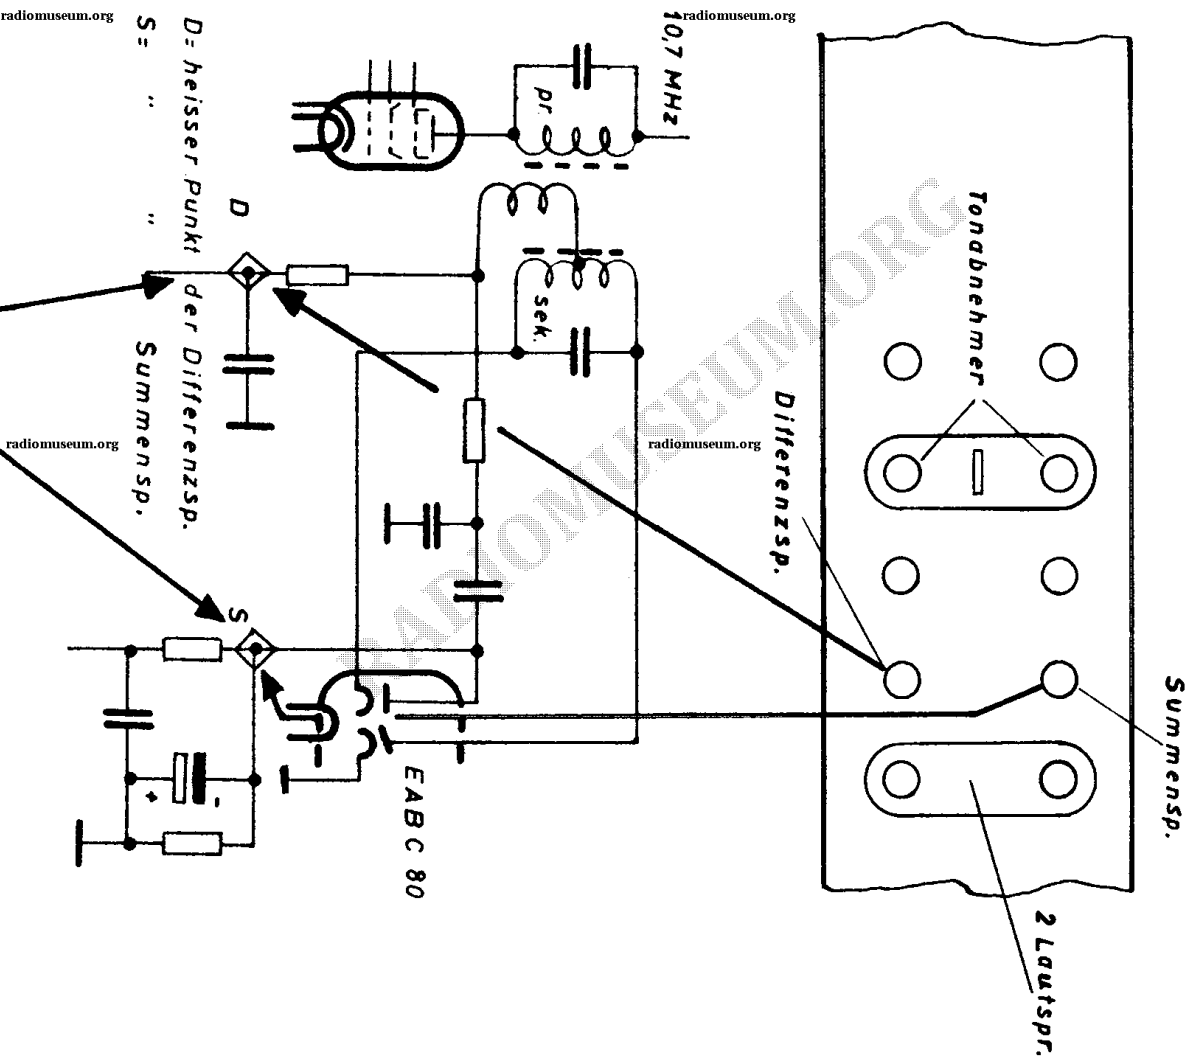 radiomuseum.org
radiomuseum.org
10,7 MHz
pr.
sek.
D
D= heisser Punkt der Differenzsp.
S= " " Summensp.
S
EABC 80
+
-
Tonabnehmer
Differenzsp.
Summensp.
2 Lautspr.
radiomuseum.org
radiomuseum.org
RADIOMUSEUM.ORG